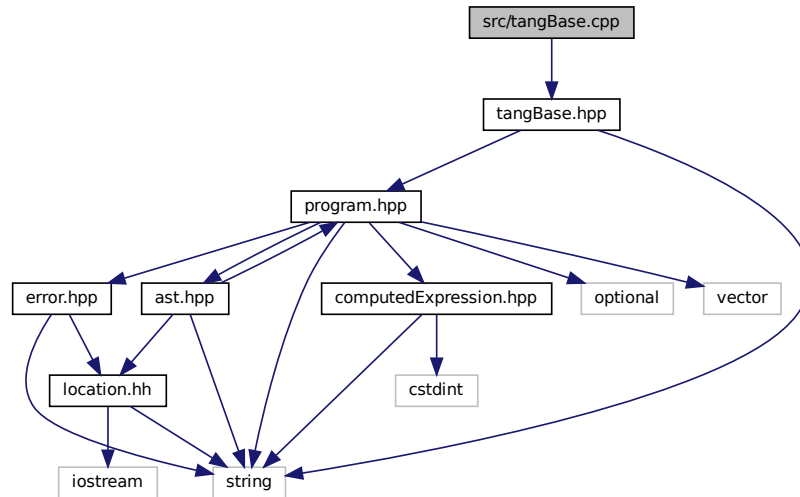 src/tangBase.cpp
tangBase.hpp
program.hpp
error.hpp
ast.hpp
computedExpression.hpp
optional
vector
location.hh
cstdint
iostream
string